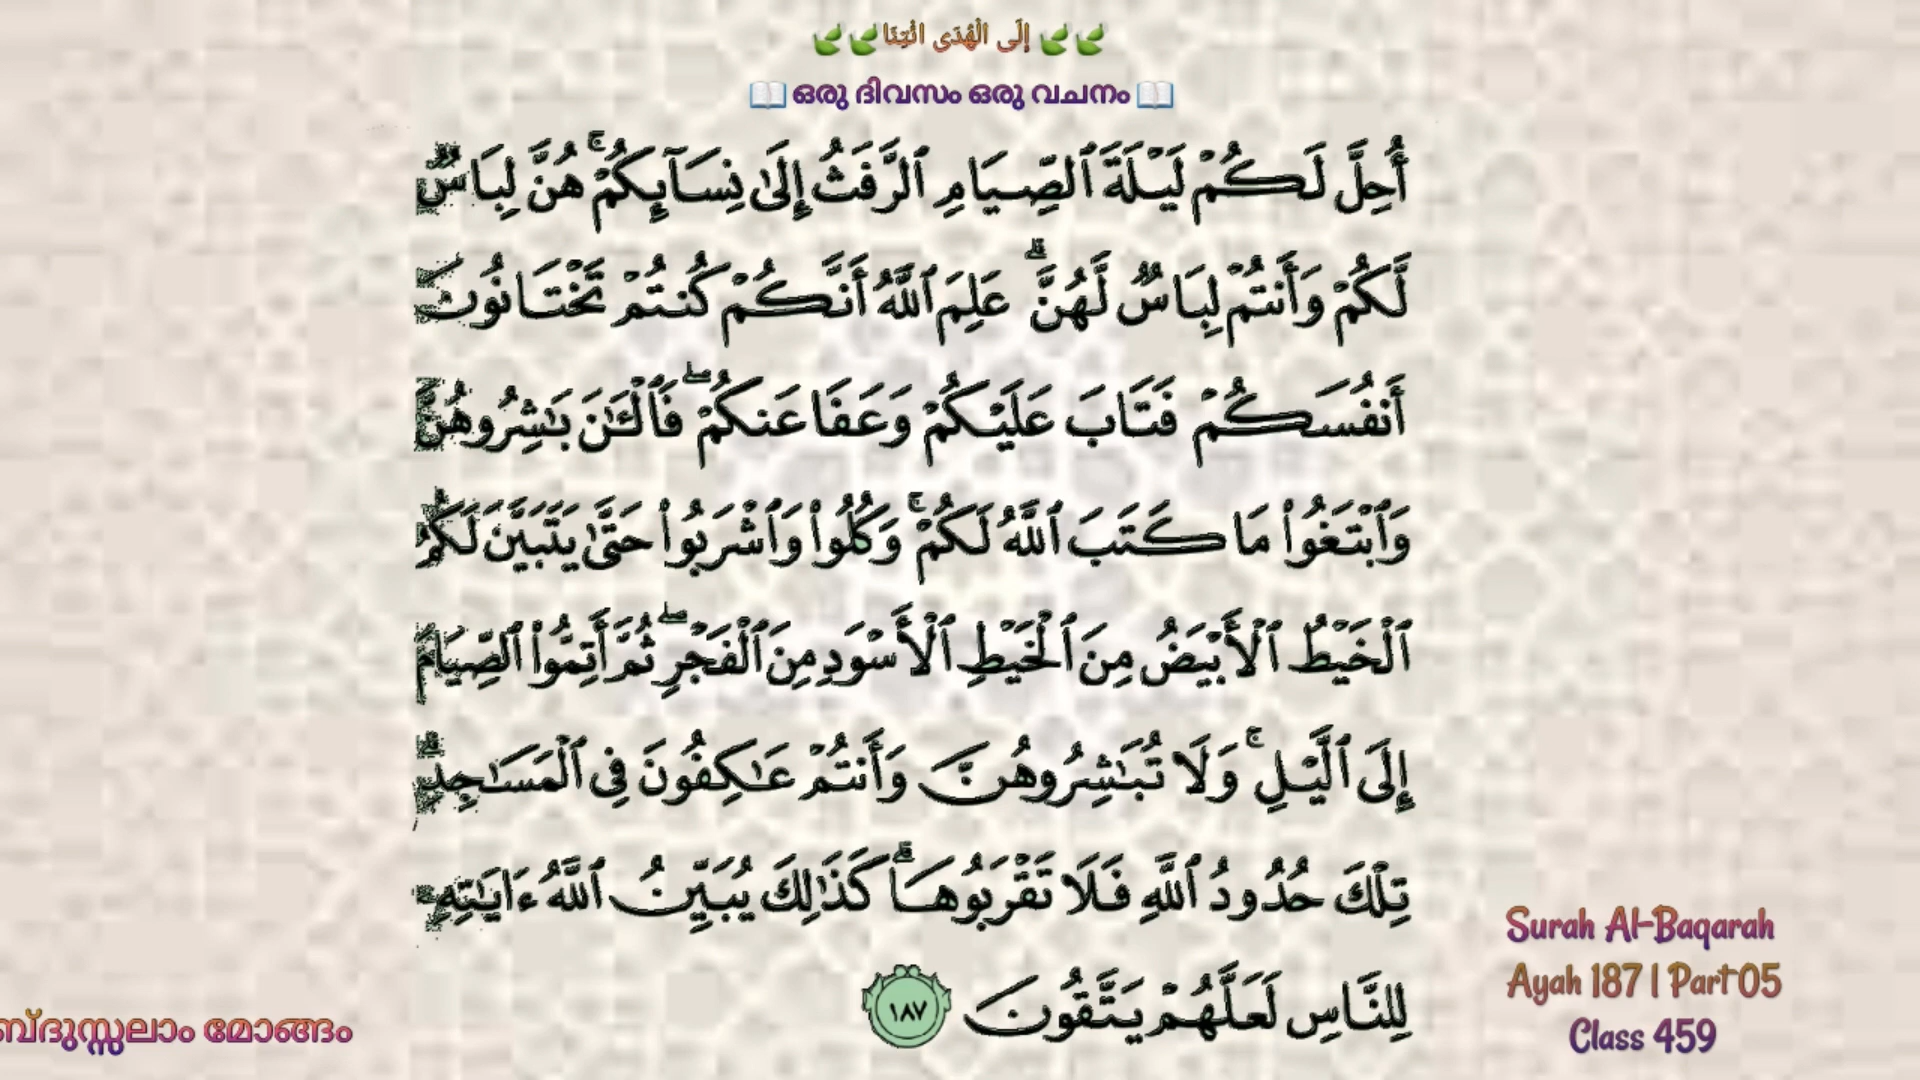 إلَى الْهُدَى ائْتِنَا
ഒരു ദിവസം ഒരു വചനം
أُحِلَّ لَكُمْ لَيْلَةَ ٱلصِّيَامِ ٱلرَّفَثُ إِلَىٰ نِسَآئِكُمْ ۚ هُنَّ لِبَاسٌ
لَّكُمْ وَأَنتُمْ لِبَاسٌ لَّهُنَّ ۗ عَلِمَ ٱللَّهُ أَنَّكُمْ كُنتُمْ تَخْتَانُونَ
أَنفُسَكُمْ فَتَابَ عَلَيْكُمْ وَعَفَا عَنكُمْ ۖ فَٱلْـَٰٔنَ بَـٰشِرُوهُنَّ
وَٱبْتَغُوا۟ مَا كَتَبَ ٱللَّهُ لَكُمْ ۚ وَكُلُوا۟ وَٱشْرَبُوا۟ حَتَّىٰ يَتَبَيَّنَ لَكُمُ
ٱلْخَيْطُ ٱلْأَبْيَضُ مِنَ ٱلْخَيْطِ ٱلْأَسْوَدِ مِنَ ٱلْفَجْرِ ۖ ثُمَّ أَتِمُّوا۟ ٱلصِّيَامَ
إِلَى ٱلَّيْلِ ۚ وَلَا تُبَـٰشِرُوهُنَّ وَأَنتُمْ عَـٰكِفُونَ فِى ٱلْمَسَـٰجِدِ ۗ
تِلْكَ حُدُودُ ٱللَّهِ فَلَا تَقْرَبُوهَا ۗ كَذَٰلِكَ يُبَيِّنُ ٱللَّهُ ءَايَـٰتِهِۦ
لِلنَّاسِ لَعَلَّهُمْ يَتَّقُونَ ١٨٧
Surah Al-Baqarah
Ayah 187 | Part 05
Class 459
ബ്ദുസ്സലാം മോങ്ങം